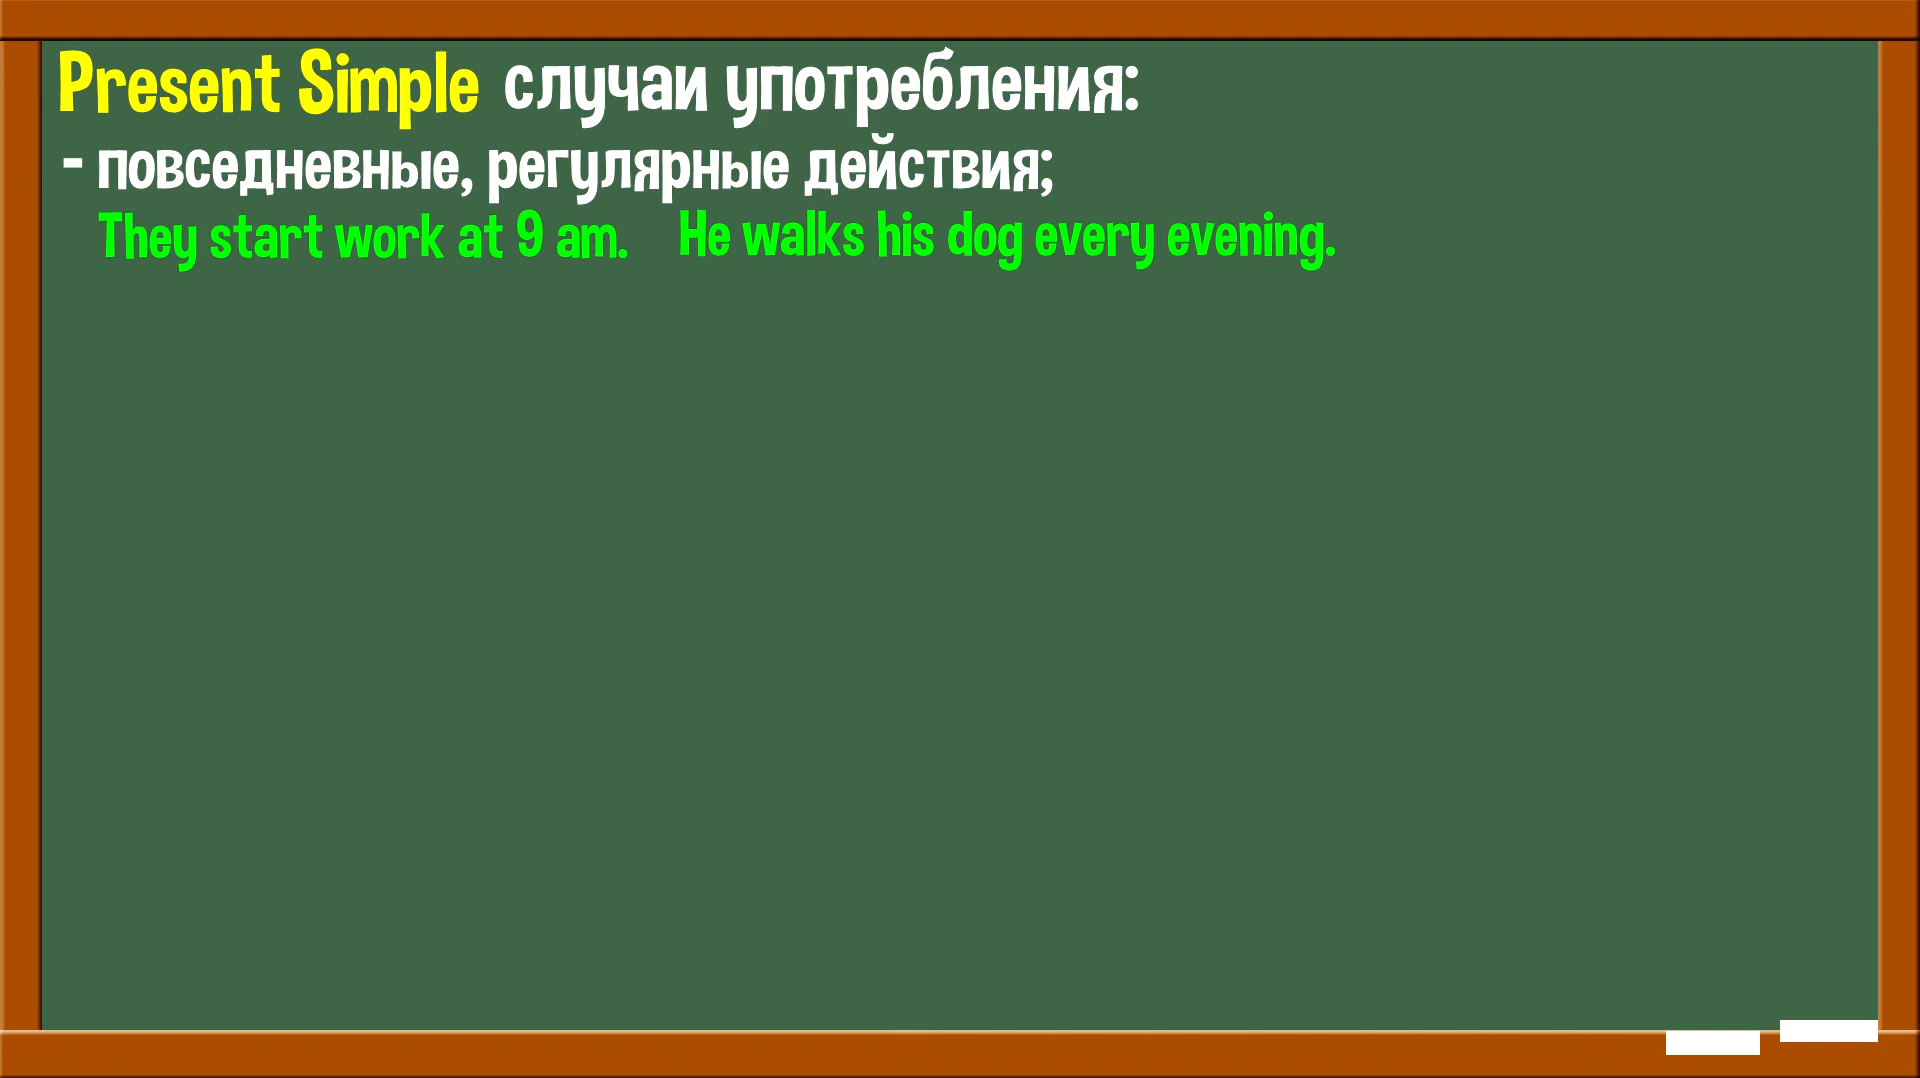 Present Simple случаи употребления:
- повседневные, регулярные действия;
They start work at 9 am. He walks his dog every evening.